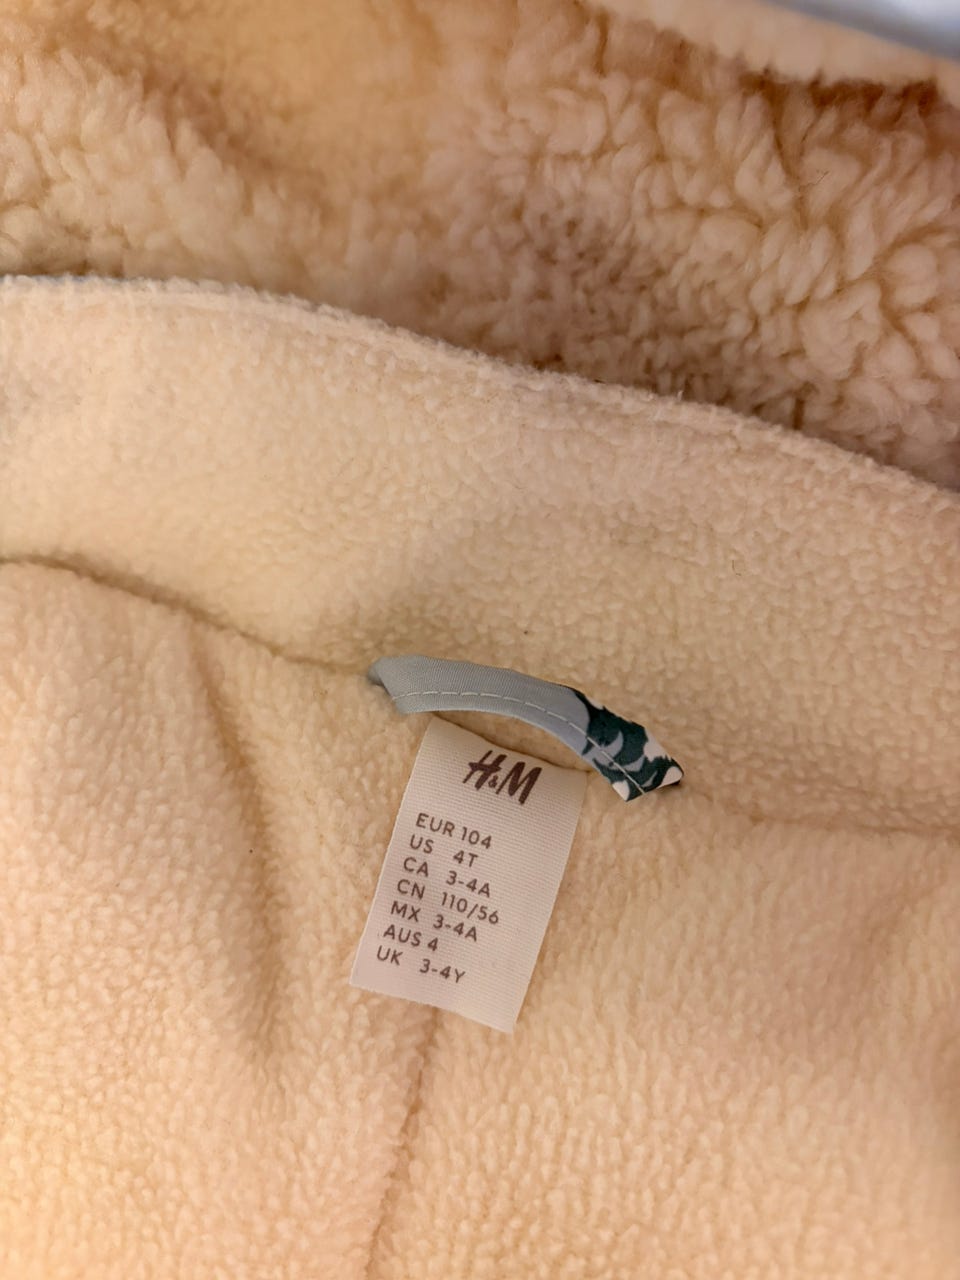 H&M
EUR 104
US 4T
CA 3-4A
CN 110/56
MX 3-4A
AUS 4
UK 3-4Y